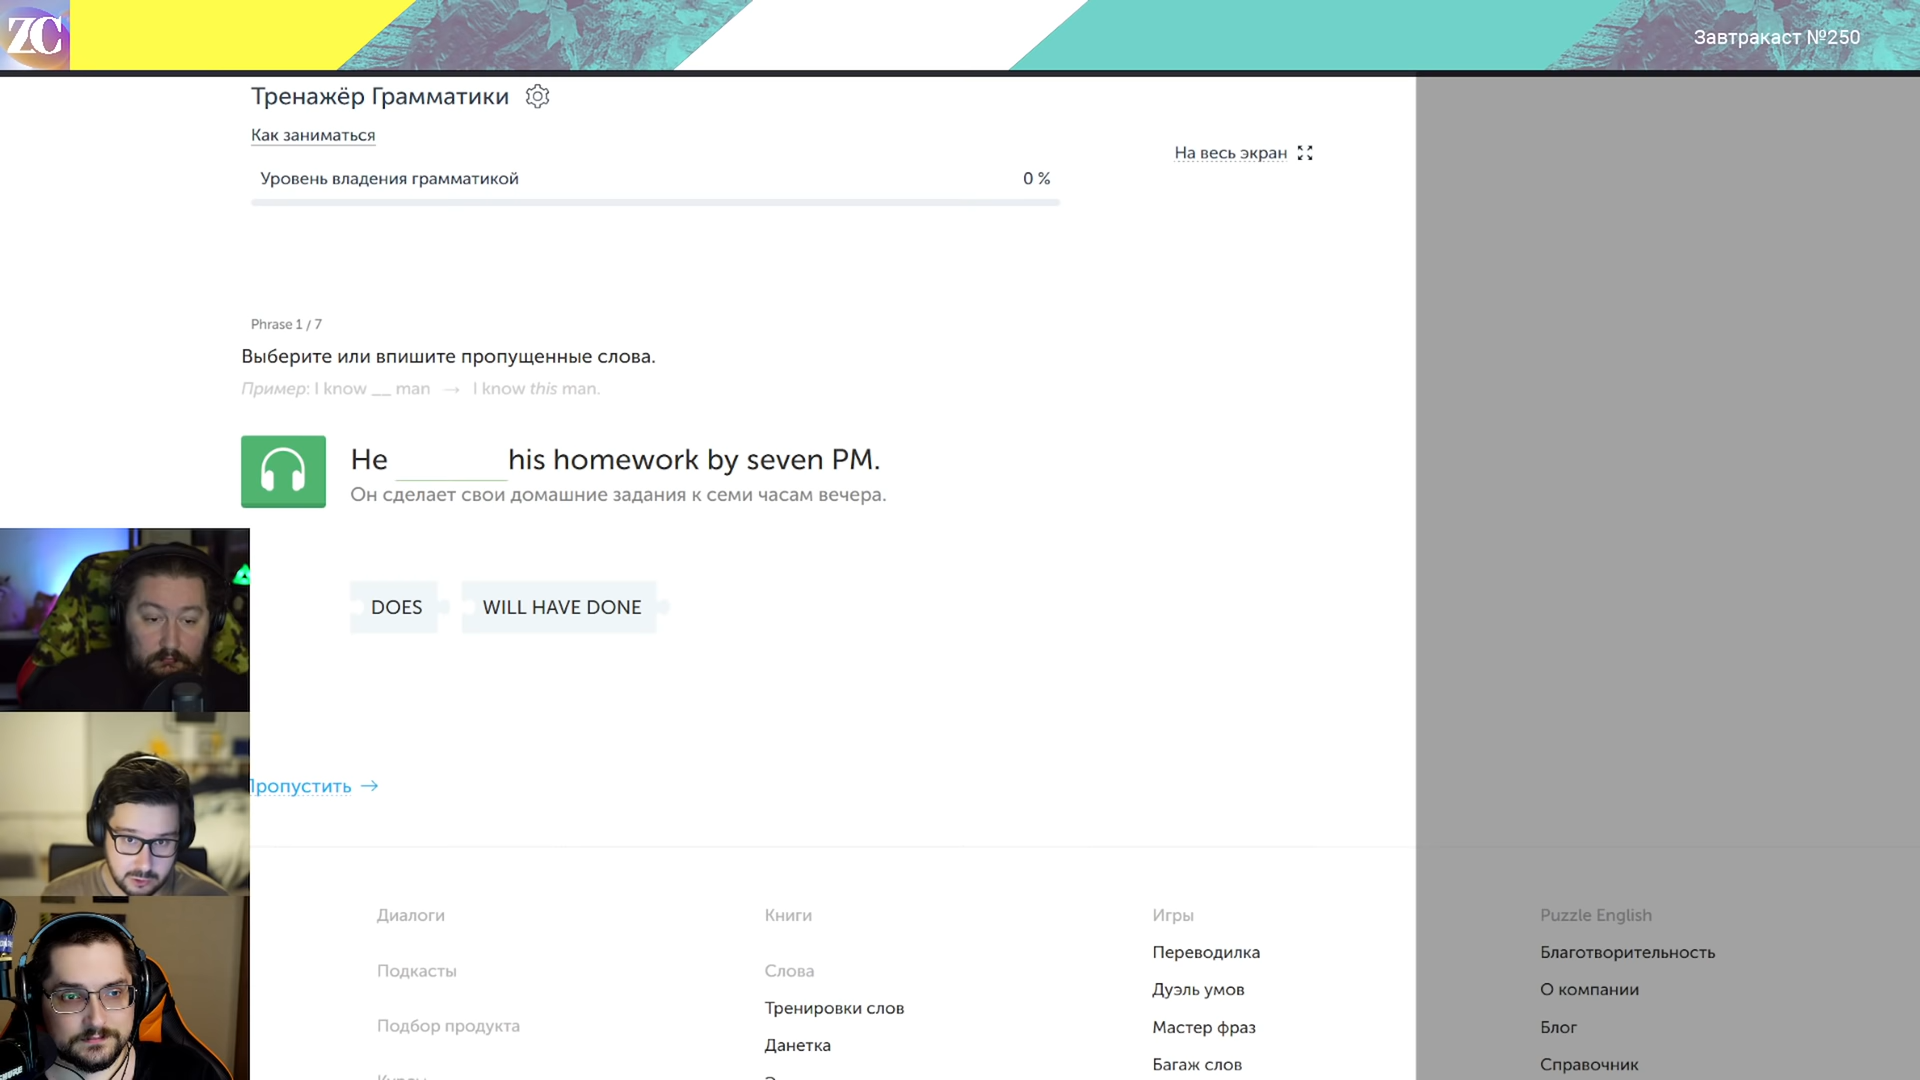 ZC
Завтракаст №250
Тренажёр Грамматики
Как заниматься
На весь экран
Уровень владения грамматикой 0 %
Phrase 1 / 7
Выберите или впишите пропущенные слова.
Пример: I know __ man → I know this man.
He ________ his homework by seven PM.
Он сделает свои домашние задания к семи часам вечера.
DOES WILL HAVE DONE
Пропустить →
Диалоги
Подкасты
Подбор продукта
Книги
Слова
Тренировки слов
Данетка
Игры
Переводилка
Дуэль умов
Мастер фраз
Багаж слов
Puzzle English
Благотворительность
О компании
Блог
Справочник